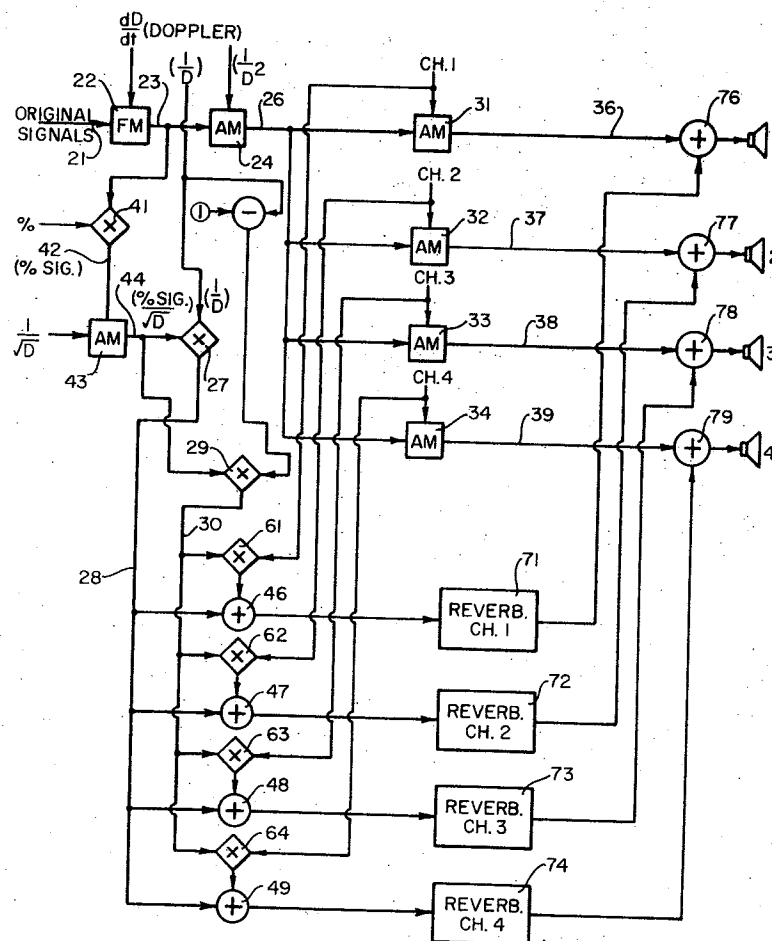 dD/dt (DOPPLER)
22
23
(1/D)
(1/D²
26
CH. 1
31
36
76
ORIGINAL SIGNALS
21
FM
AM
24
AM
1
CH. 2
%
×
41
1
−
32
37
77
42
(% SIG.)
AM
+
2
CH. 3
44
(% SIG.)/√D
(1/D)
33
38
78
1/√D
AM
43
×
27
AM
+
3
CH. 4
34
39
79
AM
+
4
29
×
30
61
×
28
46
+
71
REVERB.
CH. 1
62
×
47
+
72
REVERB.
CH. 2
63
×
48
+
73
REVERB.
CH. 3
64
×
49
+
74
REVERB.
CH. 4